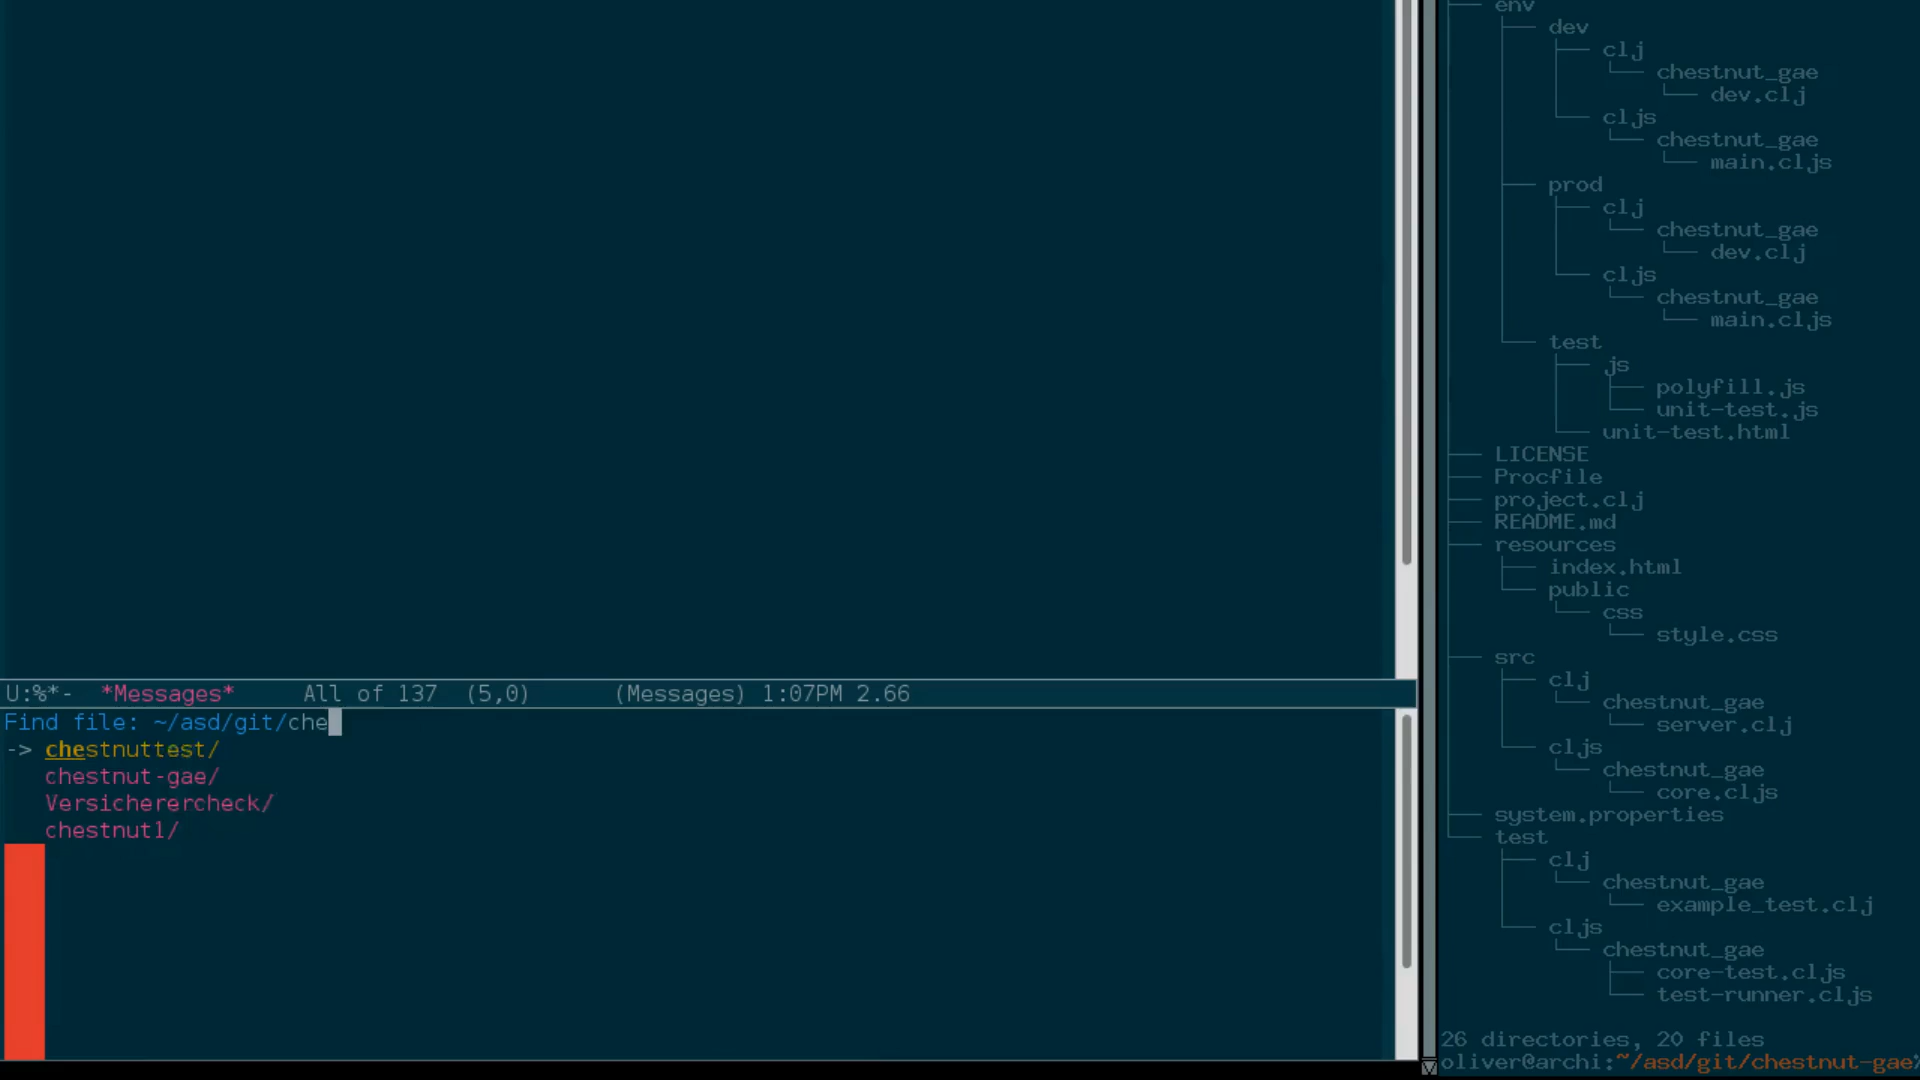 U:%*-  *Messages*     All of 137  (5,0)      (Messages) 1:07PM 2.66
Find file: ~/asd/git/che
-> chestnuttest/
chestnut-gae/
Versicherercheck/
chestnut1/
env
dev
clj
chestnut_gae
dev.clj
cljs
chestnut_gae
main.cljs
prod
clj
chestnut_gae
dev.clj
cljs
chestnut_gae
main.cljs
test
js
polyfill.js
unit-test.js
unit-test.html
LICENSE
Procfile
project.clj
README.md
resources
index.html
public
css
style.css
src
clj
chestnut_gae
server.clj
cljs
chestnut_gae
core.cljs
system.properties
test
clj
chestnut_gae
example_test.clj
cljs
chestnut_gae
core-test.cljs
test-runner.cljs
26 directories, 20 files
oliver@archi:~/asd/git/chestnut-gae%